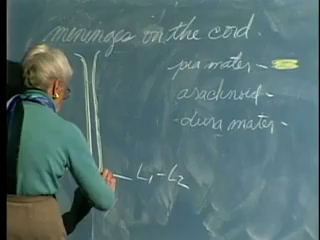 meninges on the cord.
pia mater -
arachnoid -
- dura mater -
L₁ - L₂